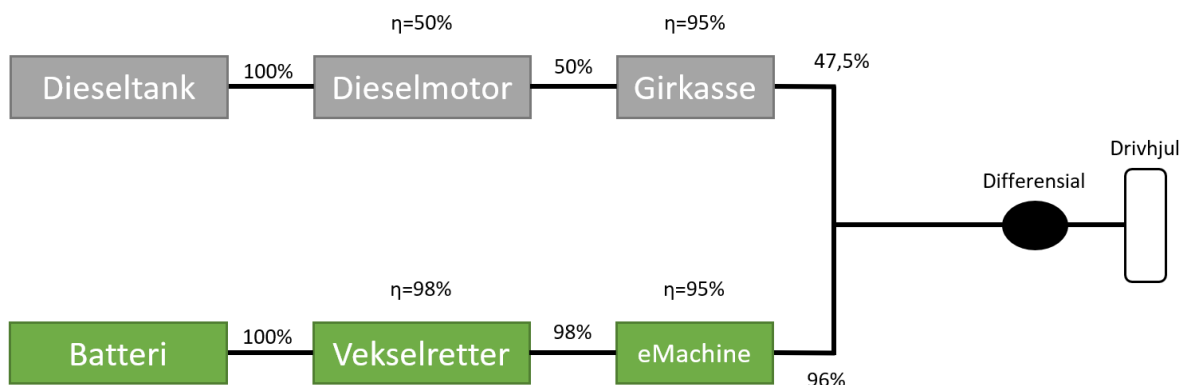 η=50%
η=95%
Dieseltank
100%
Dieselmotor
50%
Girkasse
47,5%
Differensial
Drivhjul
η=98%
η=95%
Batteri
100%
Vekselretter
98%
eMachine
96%